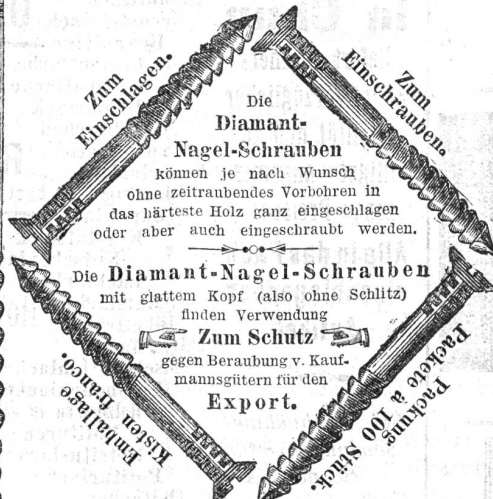 Zum
Einschlagen.
Zum
Einschrauben.
Die
Diamant-
Nagel-Schrauben
können je nach Wunsch
ohne zeitraubendes Vorbohren in
das härteste Holz ganz eingeschlagen
oder aber auch eingeschraubt werden.
Die Diamant-Nagel-Schrauben
mit glattem Kopf (also ohne Schlitz)
finden Verwendung
Zum Schutz
gegen Beraubung v. Kauf-
mannsgütern für den
Export.
Emballage
Kisten franco.
Packung
Packete à 100 Stück